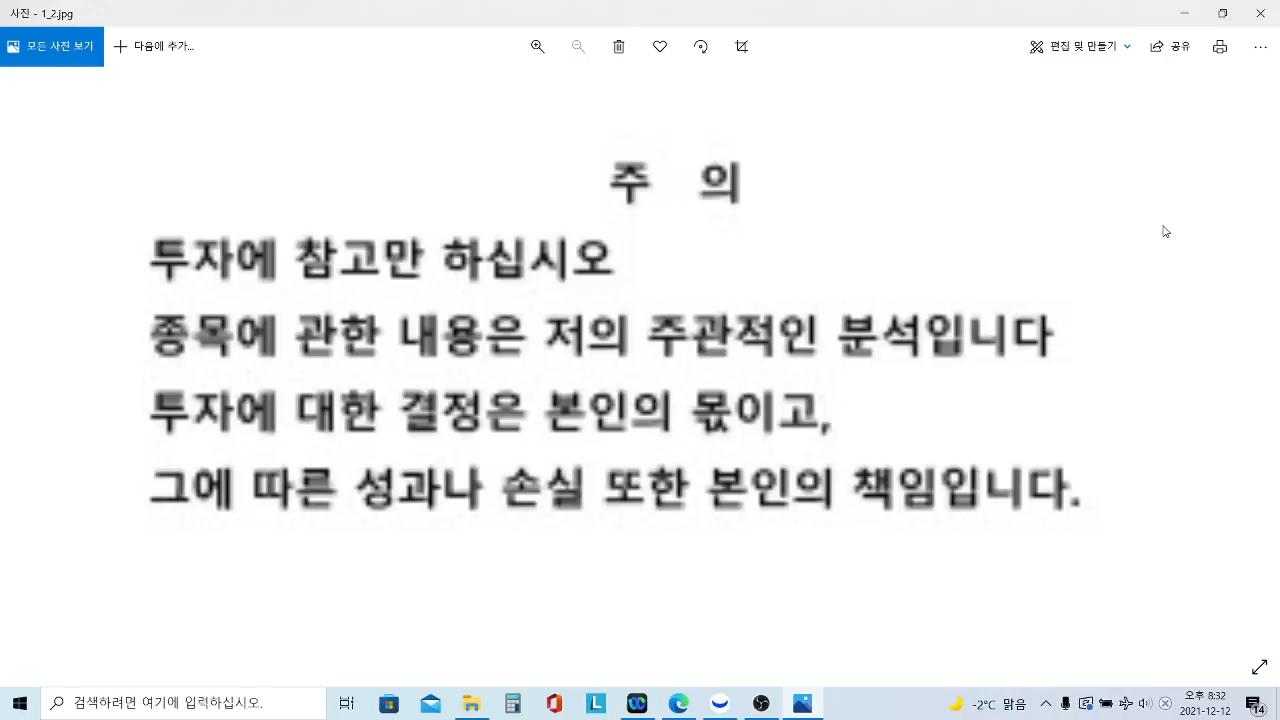 사진 - 1_2.jpg
모든 사진 보기
다음에 추가...
편집 및 만들기
공유
주 의
투자에 참고만 하십시오
종목에 관한 내용은 저의 주관적인 분석입니다
투자에 대한 결정은 본인의 몫이고,
그에 따른 성과나 손실 또한 본인의 책임입니다.
검색하려면 여기에 입력하십시오.
-2°C 맑음
2021-12-12